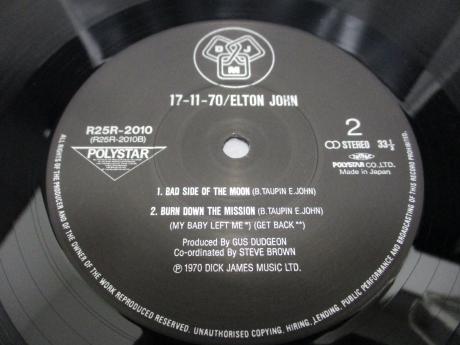 DJM
17-11-70/ELTON JOHN
R25R-2010
(R25R-2010B)
POLYSTAR
2
STEREO 33⅓
POLYSTAR CO.,LTD.
Made in Japan
1. BAD SIDE OF THE MOON (B.TAUPIN E.JOHN)
2. BURN DOWN THE MISSION (B.TAUPIN E.JOHN)
(MY BABY LEFT ME*) (GET BACK**)
Produced By GUS DUDGEON
Co-ordinated By STEVE BROWN
Ⓟ 1970 DICK JAMES MUSIC LTD.
ALL RIGHTS OF THE PRODUCER AND OF THE OWNER OF THE WORK REPRODUCED RESERVED. UNAUTHORISED COPYING, HIRING, LENDING, PUBLIC PERFORMANCE AND BROADCASTING OF THIS RECORD PROHIBITED.